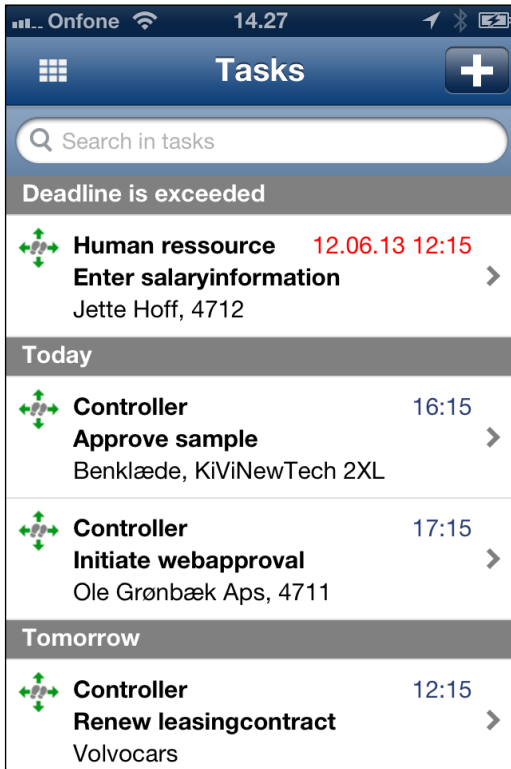 Onfone 14.27
Tasks
Search in tasks
Deadline is exceeded
Human ressource 12.06.13 12:15
Enter salaryinformation
Jette Hoff, 4712
Today
Controller 16:15
Approve sample
Benklæde, KiViNewTech 2XL
Controller 17:15
Initiate webapproval
Ole Grønbæk Aps, 4711
Tomorrow
Controller 12:15
Renew leasingcontract
Volvocars